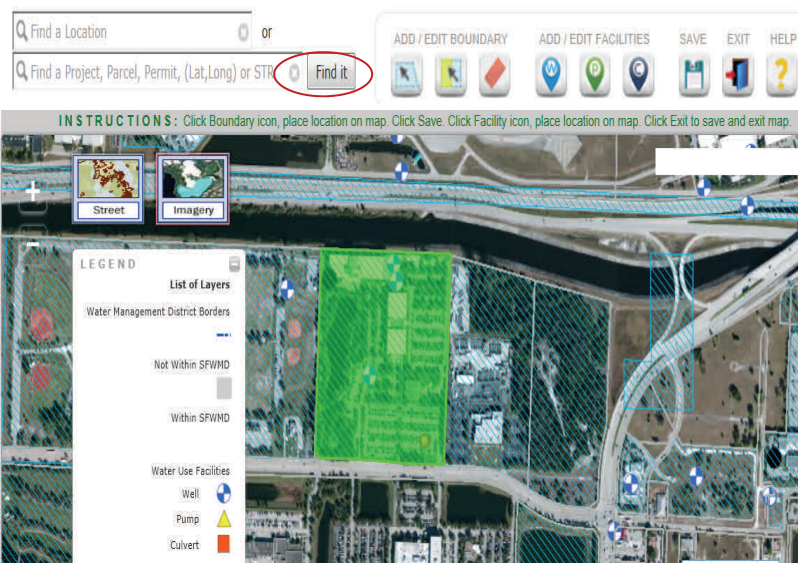 Find a Location
or
Find a Project, Parcel, Permit, (Lat,Long) or STR
Find it
ADD / EDIT BOUNDARY
ADD / EDIT FACILITIES
SAVE
EXIT
HELP
W
P
C
?
INSTRUCTIONS: Click Boundary icon, place location on map. Click Save. Click Facility icon, place location on map. Click Exit to save and exit map.
Street
Imagery
LEGEND
List of Layers
Water Management District Borders
Not Within SFWMD
Within SFWMD
Water Use Facilities
Well
Pump
Culvert